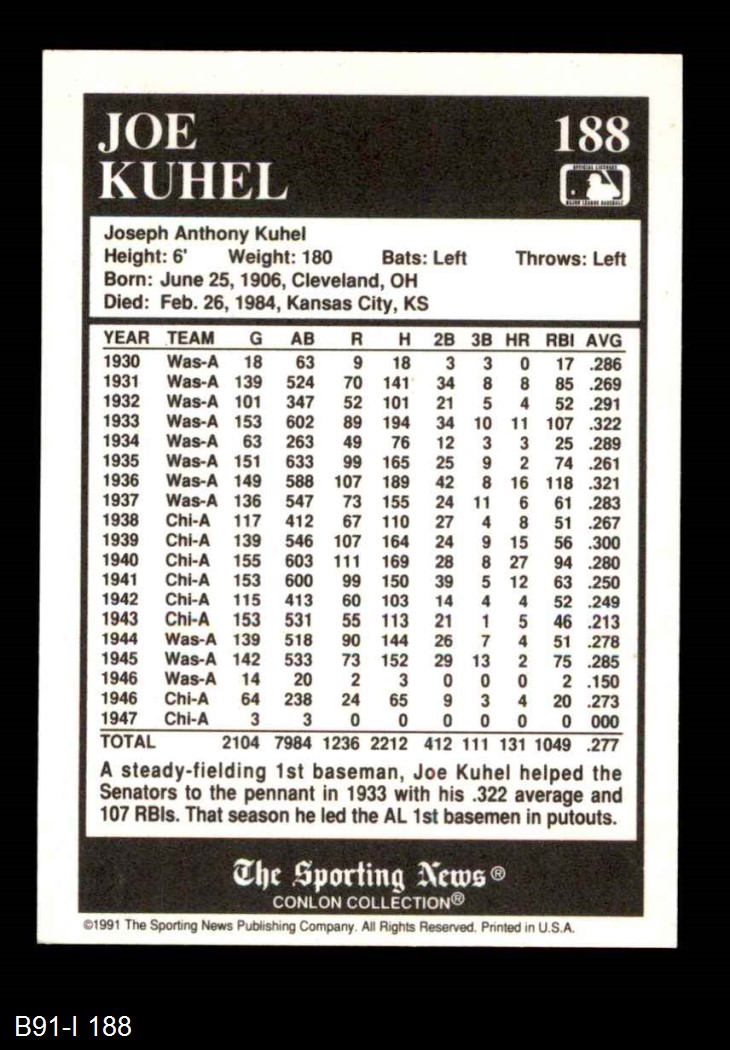 JOE
KUHEL
188
OFFICIAL LICENSEE
MAJOR LEAGUE BASEBALL
Joseph Anthony Kuhel
Height: 6' Weight: 180 Bats: Left Throws: Left
Born: June 25, 1906, Cleveland, OH
Died: Feb. 26, 1984, Kansas City, KS
YEAR TEAM G AB R H 2B 3B HR RBI AVG
1930 Was-A 18 63 9 18 3 3 0 17 .286
1931 Was-A 139 524 70 141 34 8 8 85 .269
1932 Was-A 101 347 52 101 21 5 4 52 .291
1933 Was-A 153 602 89 194 34 10 11 107 .322
1934 Was-A 63 263 49 76 12 3 3 25 .289
1935 Was-A 151 633 99 165 25 9 2 74 .261
1936 Was-A 149 588 107 189 42 8 16 118 .321
1937 Was-A 136 547 73 155 24 11 6 61 .283
1938 Chi-A 117 412 67 110 27 4 8 51 .267
1939 Chi-A 139 546 107 164 24 9 15 56 .300
1940 Chi-A 155 603 111 169 28 8 27 94 .280
1941 Chi-A 153 600 99 150 39 5 12 63 .250
1942 Chi-A 115 413 60 103 14 4 4 52 .249
1943 Chi-A 153 531 55 113 21 1 5 46 .213
1944 Was-A 139 518 90 144 26 7 4 51 .278
1945 Was-A 142 533 73 152 29 13 2 75 .285
1946 Was-A 14 20 2 3 0 0 0 2 .150
1946 Chi-A 64 238 24 65 9 3 4 20 .273
1947 Chi-A 3 3 0 0 0 0 0 0 000
TOTAL 2104 7984 1236 2212 412 111 131 1049 .277
A steady-fielding 1st baseman, Joe Kuhel helped the
Senators to the pennant in 1933 with his .322 average and
107 RBIs. That season he led the AL 1st basemen in putouts.
The Sporting News®
CONLON COLLECTION®
©1991 The Sporting News Publishing Company. All Rights Reserved. Printed in U.S.A.
B91-I 188